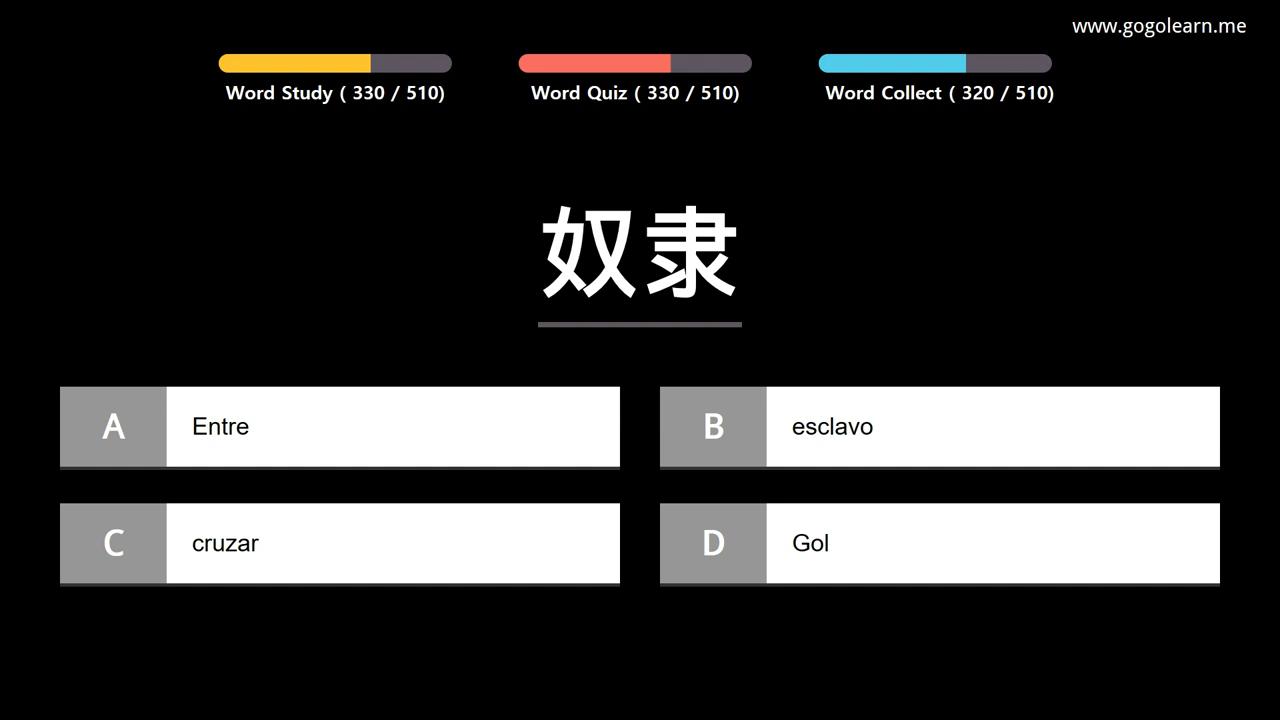 www.gogolearn.me
Word Study ( 330 / 510)
Word Quiz ( 330 / 510)
Word Collect ( 320 / 510)
奴隶
A Entre
B esclavo
C cruzar
D Gol